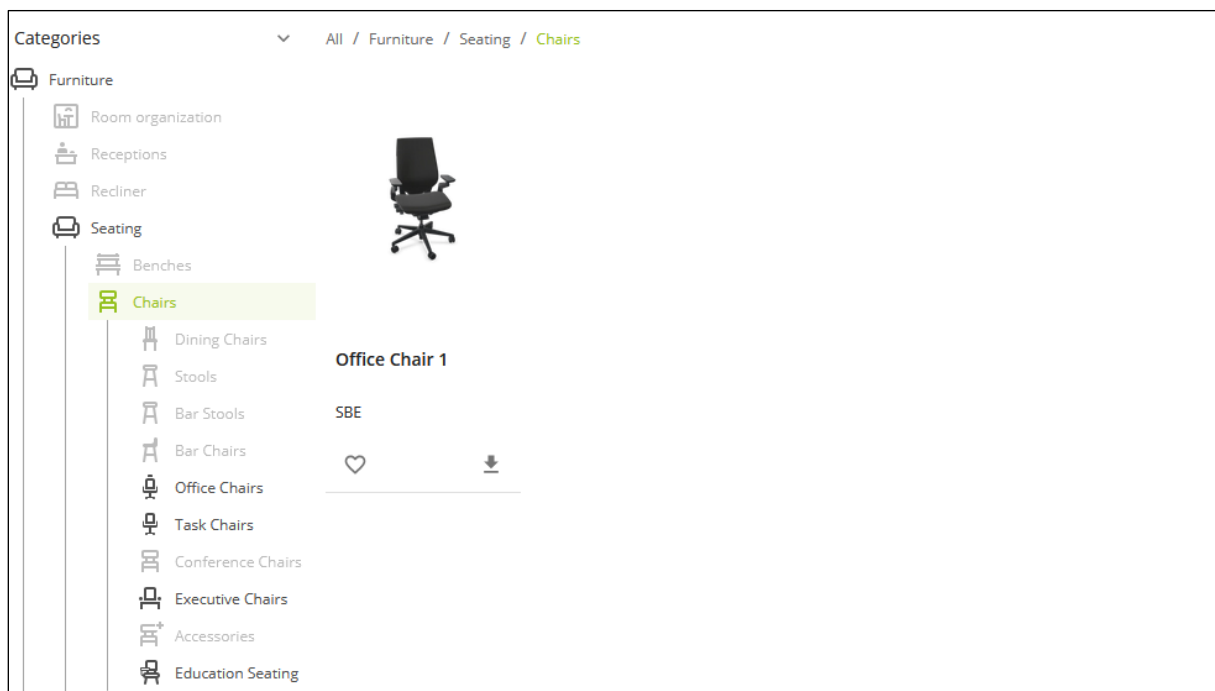 Categories
All / Furniture / Seating / Chairs
Furniture
Room organization
Receptions
Recliner
Seating
Benches
Chairs
Dining Chairs
Stools
Bar Stools
Bar Chairs
Office Chairs
Task Chairs
Conference Chairs
Executive Chairs
Accessories
Education Seating
Office Chair 1
SBE